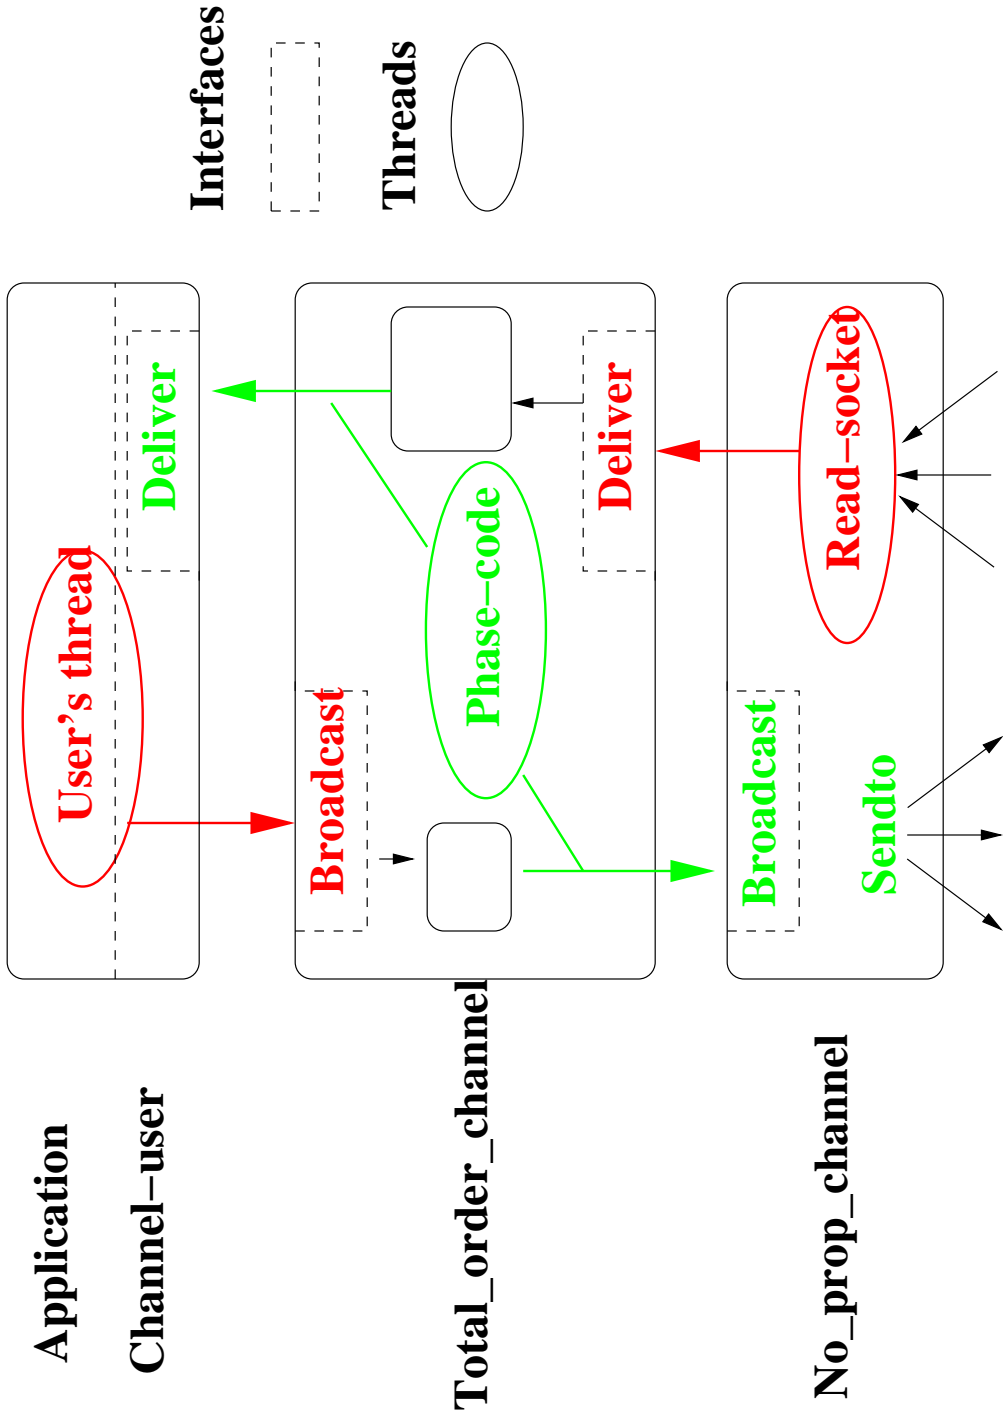 Application
Channel−user
Total_order_channel
No_prop_channel
User's thread
Deliver
Broadcast
Phase−code
Deliver
Broadcast
Sendto
Read−socket
Interfaces
Threads